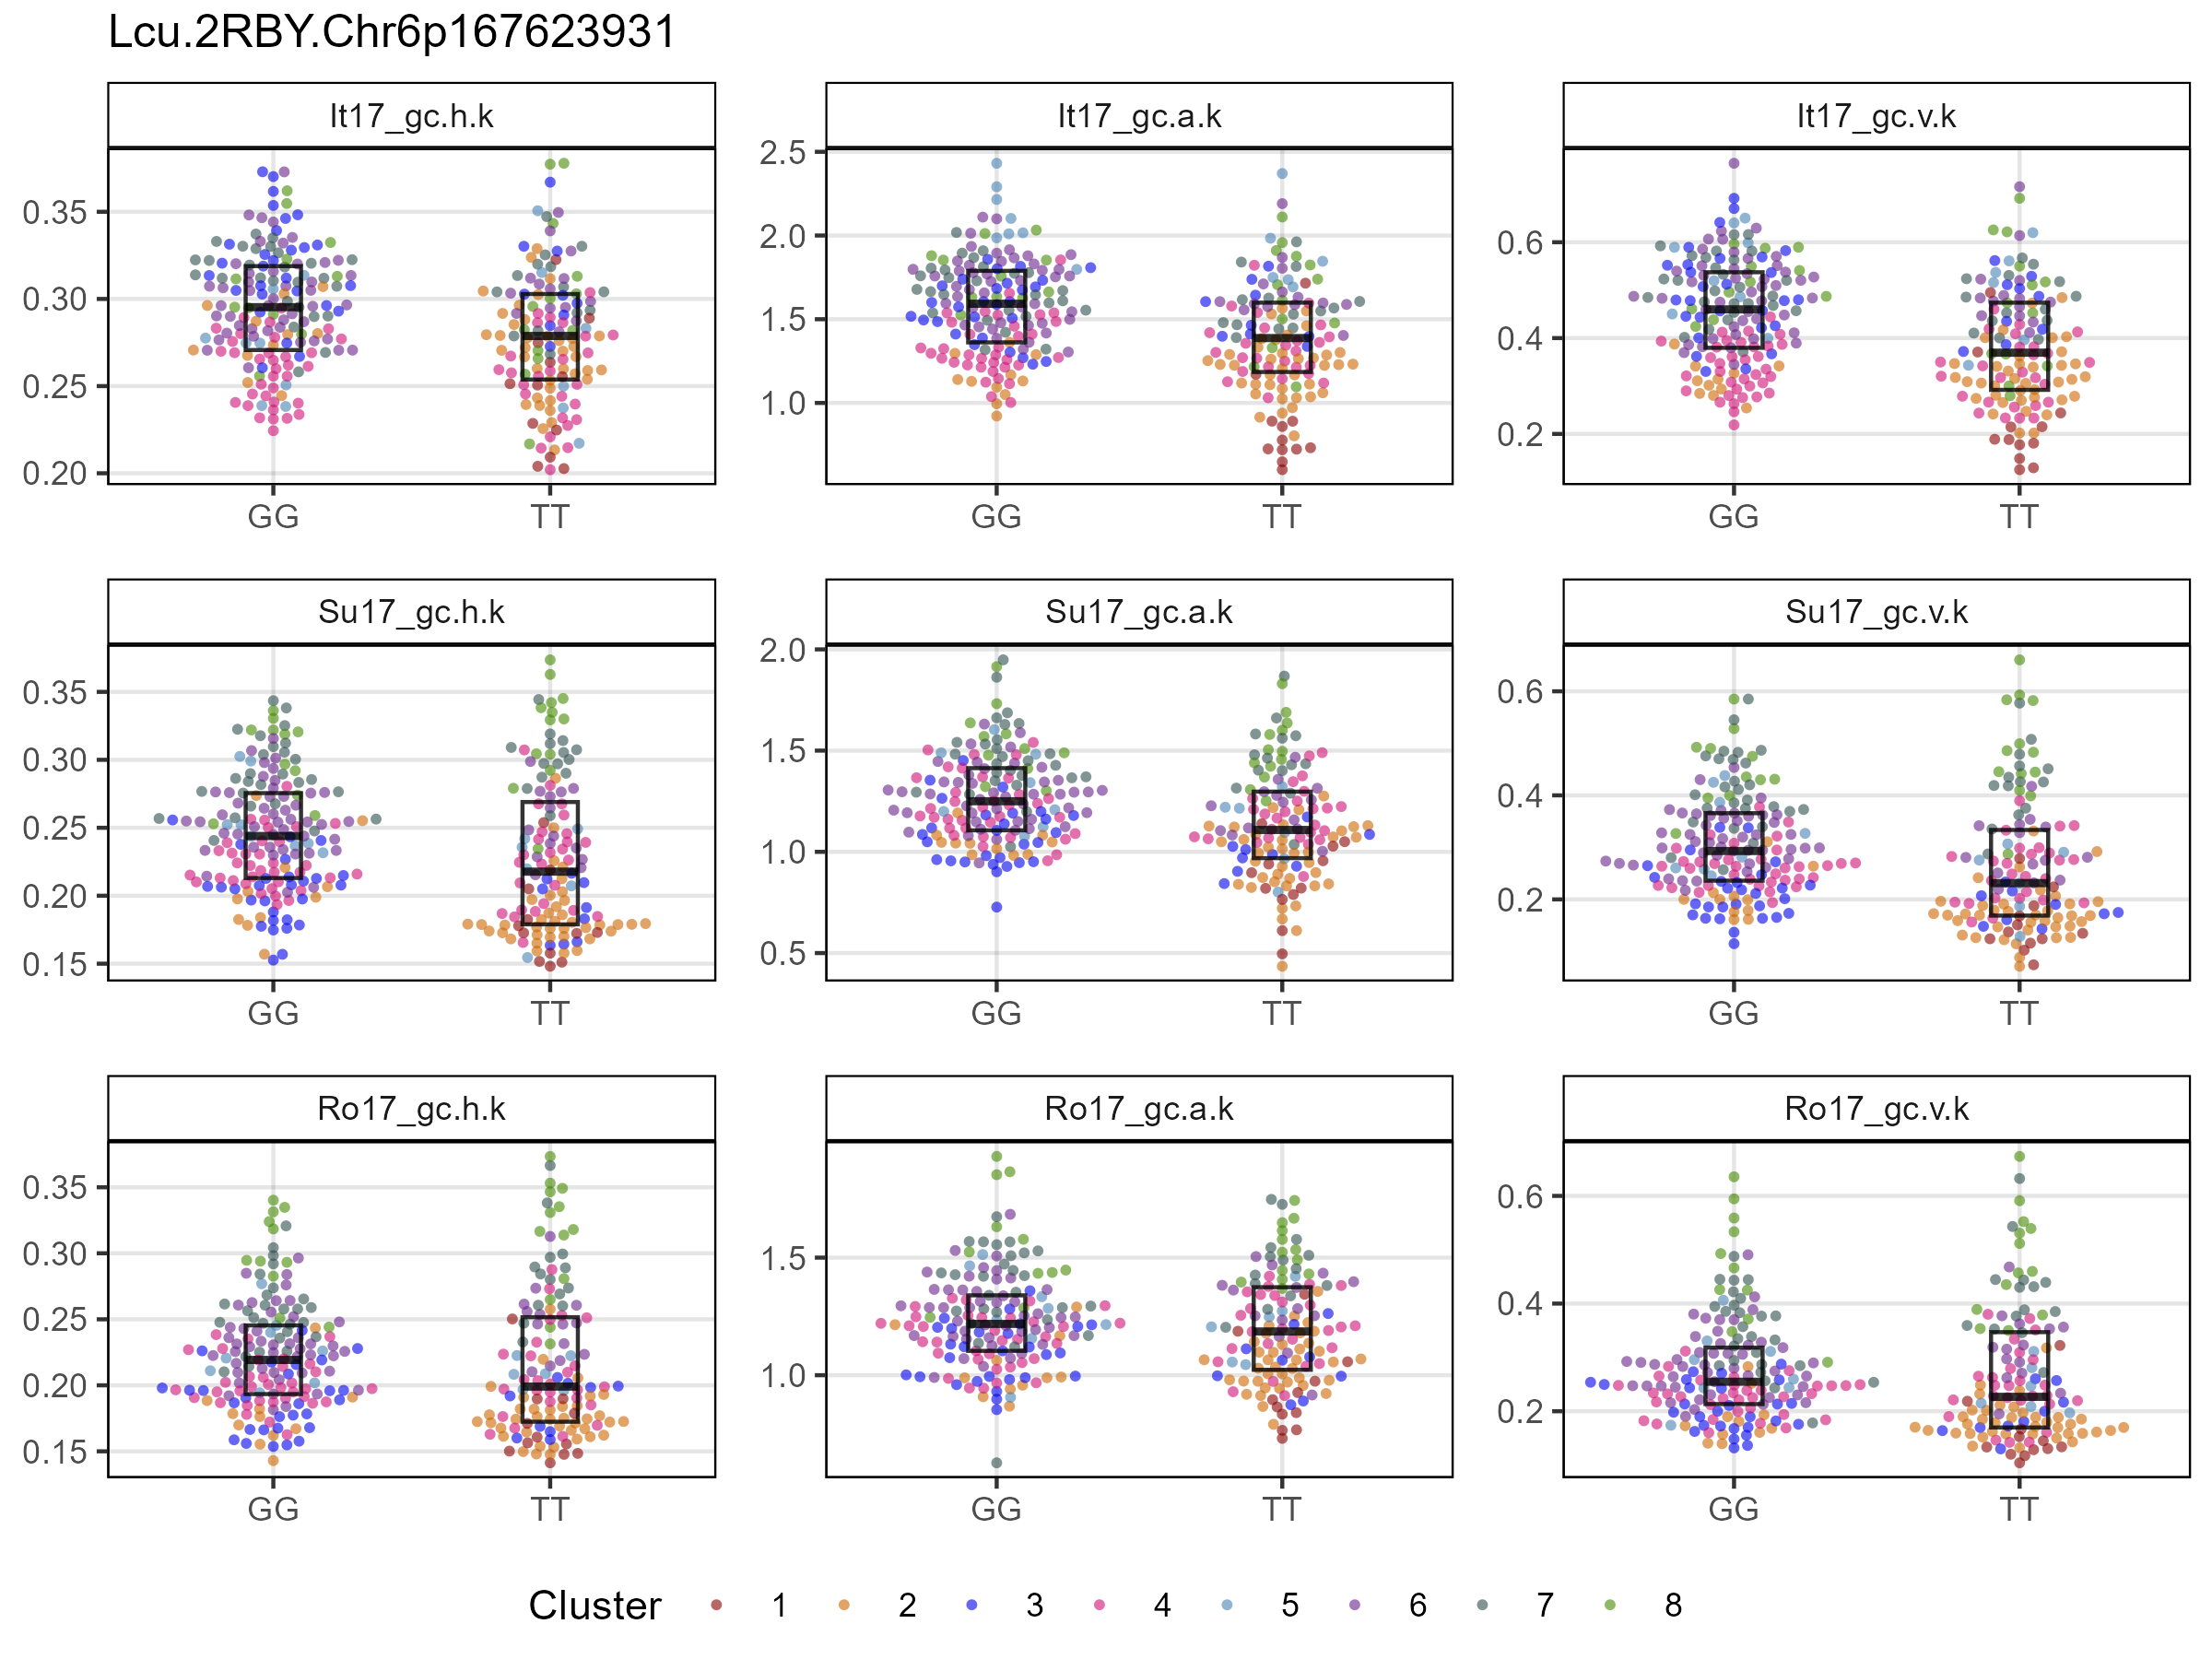 Lcu.2RBY.Chr6p167623931
It17_gc.h.k It17_gc.a.k It17_gc.v.k
0.35
0.30
0.25
0.20
GG TT
2.5
2.0
1.5
1.0
GG TT
0.6
0.4
0.2
GG TT
Su17_gc.h.k Su17_gc.a.k Su17_gc.v.k
0.35
0.30
0.25
0.20
0.15
GG TT
2.0
1.5
1.0
0.5
GG TT
0.6
0.4
0.2
GG TT
Ro17_gc.h.k Ro17_gc.a.k Ro17_gc.v.k
0.35
0.30
0.25
0.20
0.15
GG TT
1.5
1.0
GG TT
0.6
0.4
0.2
GG TT
Cluster 1 2 3 4 5 6 7 8